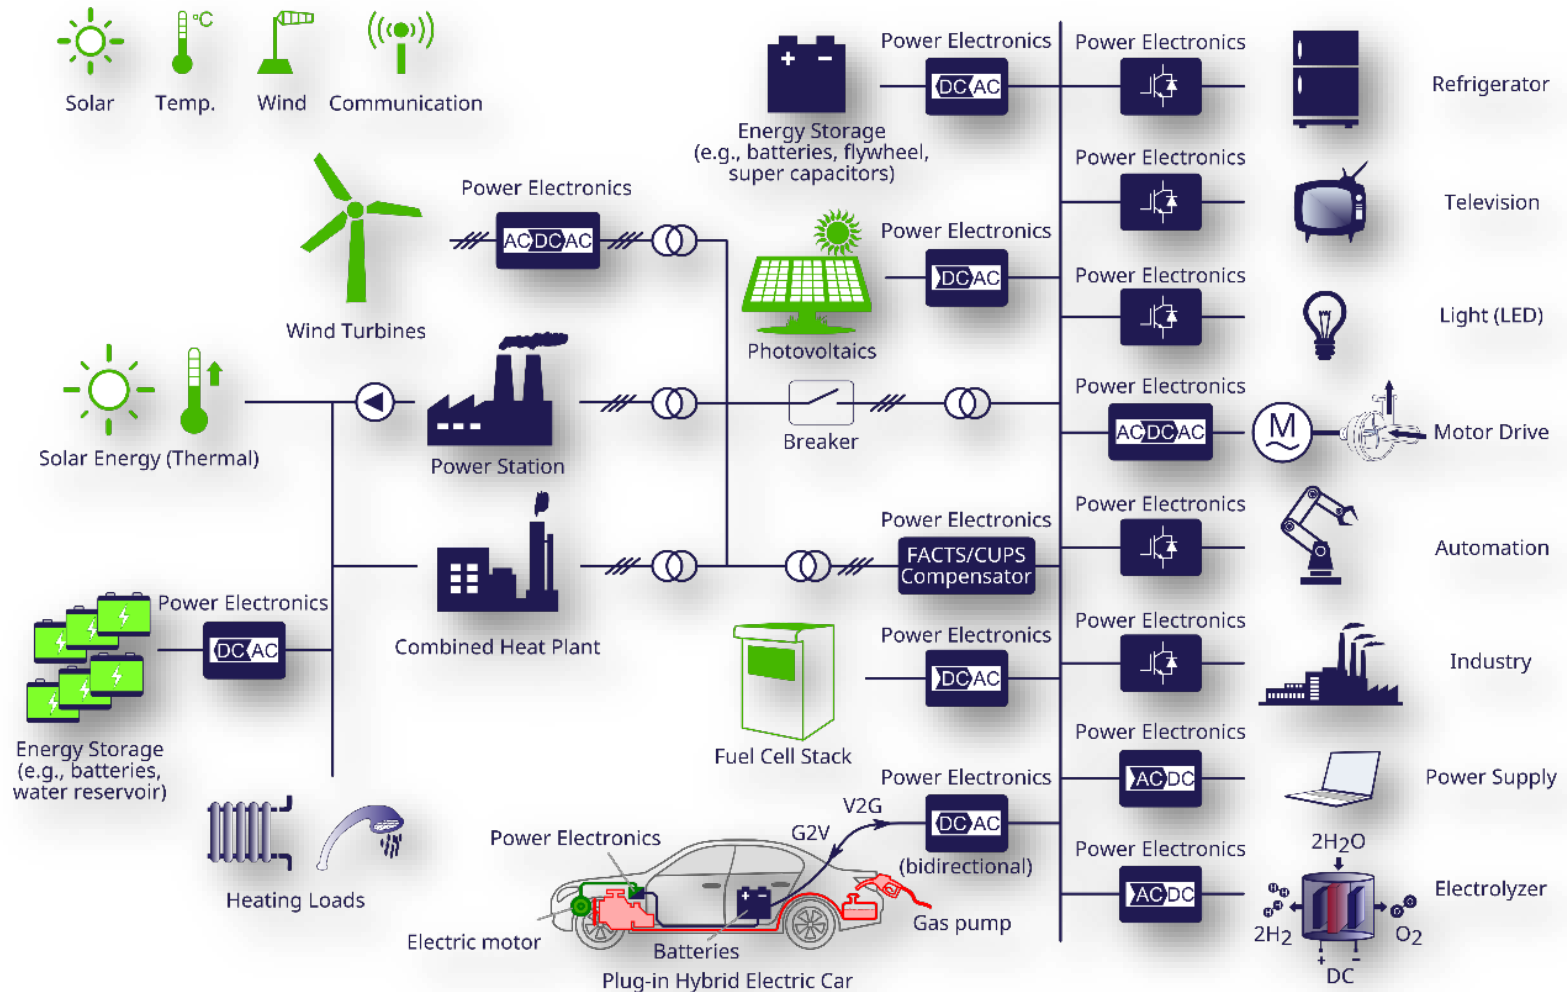 °C
Solar
Temp.
Wind
Communication
Power Electronics
AC DC AC
Wind Turbines
Solar Energy (Thermal)
Power Station
Combined Heat Plant
Power Electronics
DC AC
Energy Storage
(e.g., batteries,
water reservoir)
Heating Loads
+ −
Energy Storage
(e.g., batteries, flywheel,
super capacitors)
Power Electronics
DC AC
Photovoltaics
Power Electronics
DC AC
Breaker
Power Electronics
FACTS/CUPS
Compensator
Fuel Cell Stack
Power Electronics
DC AC
Power Electronics
DC AC
(bidirectional)
V2G
G2V
Power Electronics
+ −
Electric motor
Batteries
Gas pump
Plug-in Hybrid Electric Car
Power Electronics
Refrigerator
Power Electronics
Television
Power Electronics
Light (LED)
Power Electronics
AC DC AC
M
Motor Drive
Power Electronics
Automation
Power Electronics
Industry
Power Electronics
AC DC
Power Supply
Power Electronics
AC DC
2H2O
Electrolyzer
H H
H H
2H2
O O
O2
+ −
DC